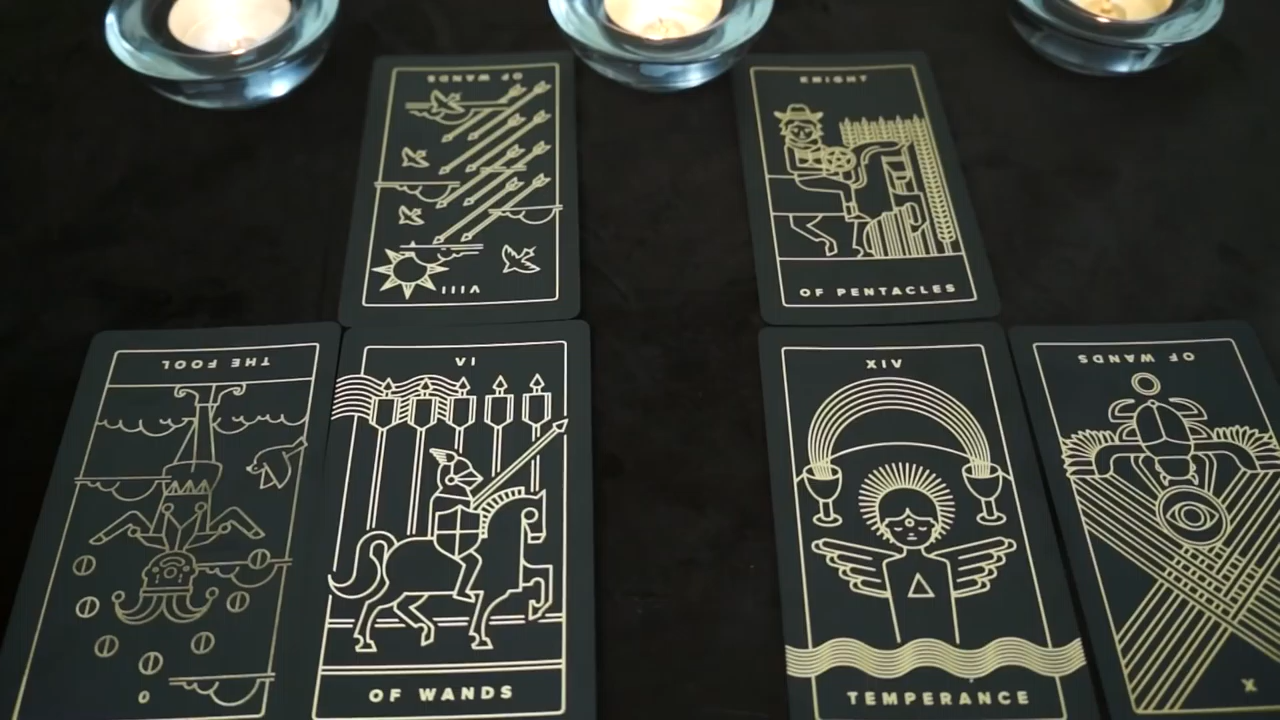 OF WANDS
VIII
KNIGHT
OF PENTACLES
THE FOOL
0
VI
OF WANDS
XIV
TEMPERANCE
OF WANDS
X